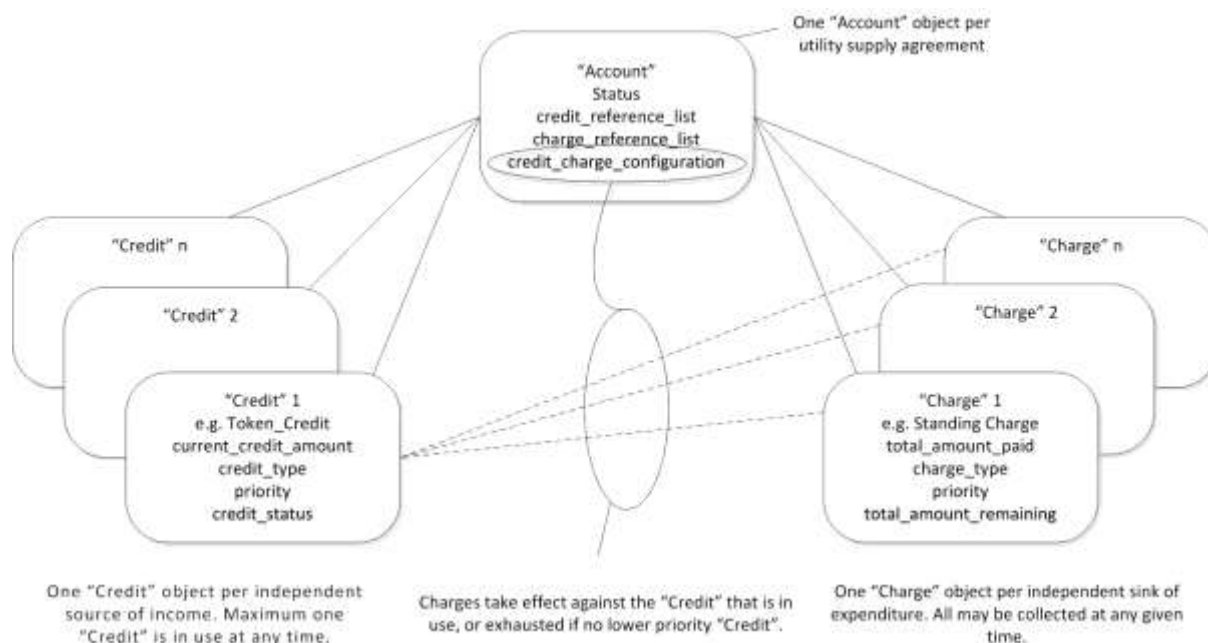 One “Account” object per
utility supply agreement
“Account”
Status
credit_reference_list
charge_reference_list
credit_charge_configuration
“Credit” n
“Credit” 2
“Credit” 1
e.g. Token_Credit
current_credit_amount
credit_type
priority
credit_status
“Charge” n
“Charge” 2
“Charge” 1
e.g. Standing Charge
total_amount_paid
charge_type
priority
total_amount_remaining
One “Credit” object per independent
source of income. Maximum one
“Credit” is in use at any time.
Charges take effect against the “Credit” that is in
use, or exhausted if no lower priority “Credit”.
One “Charge” object per independent sink of
expenditure. All may be collected at any given
time.